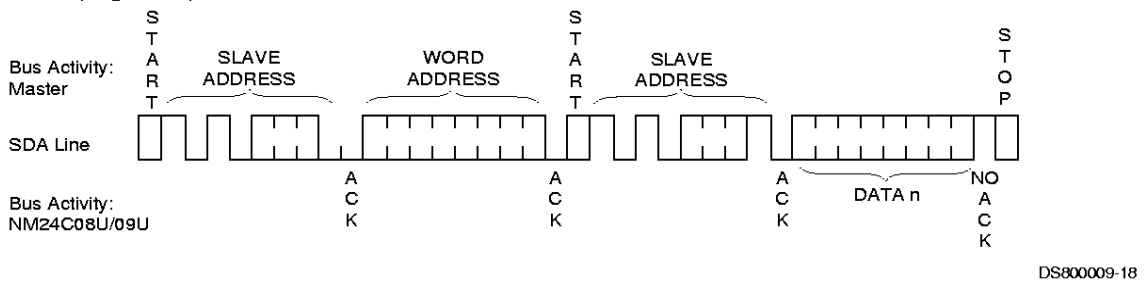 START
START
STOP
Bus Activity:
Master
SLAVE
ADDRESS
WORD
ADDRESS
SLAVE
ADDRESS
SDA Line
Bus Activity:
NM24C08U/09U
ACK
ACK
ACK
DATA n
NO
ACK
DS800009-18